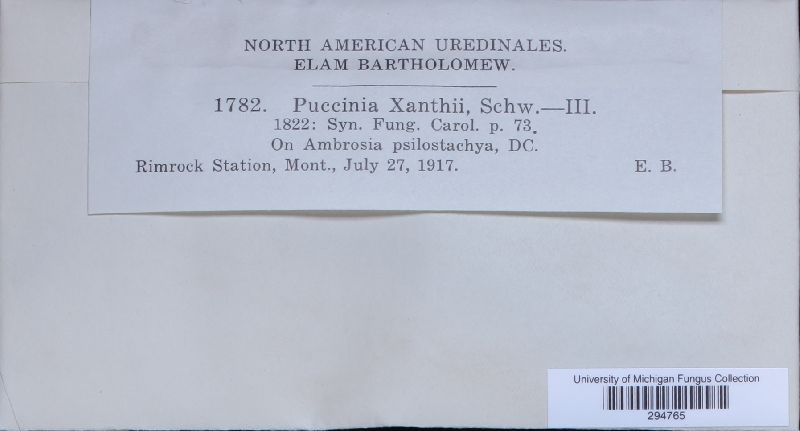 NORTH AMERICAN UREDINALES.
ELAM BARTHOLOMEW.
1782. Puccinia Xanthii, Schw.—III.
1822: Syn. Fung. Carol. p. 73.
On Ambrosia psilostachya, DC.
Rimrock Station, Mont., July 27, 1917. E. B.
University of Michigan Fungus Collection
294765